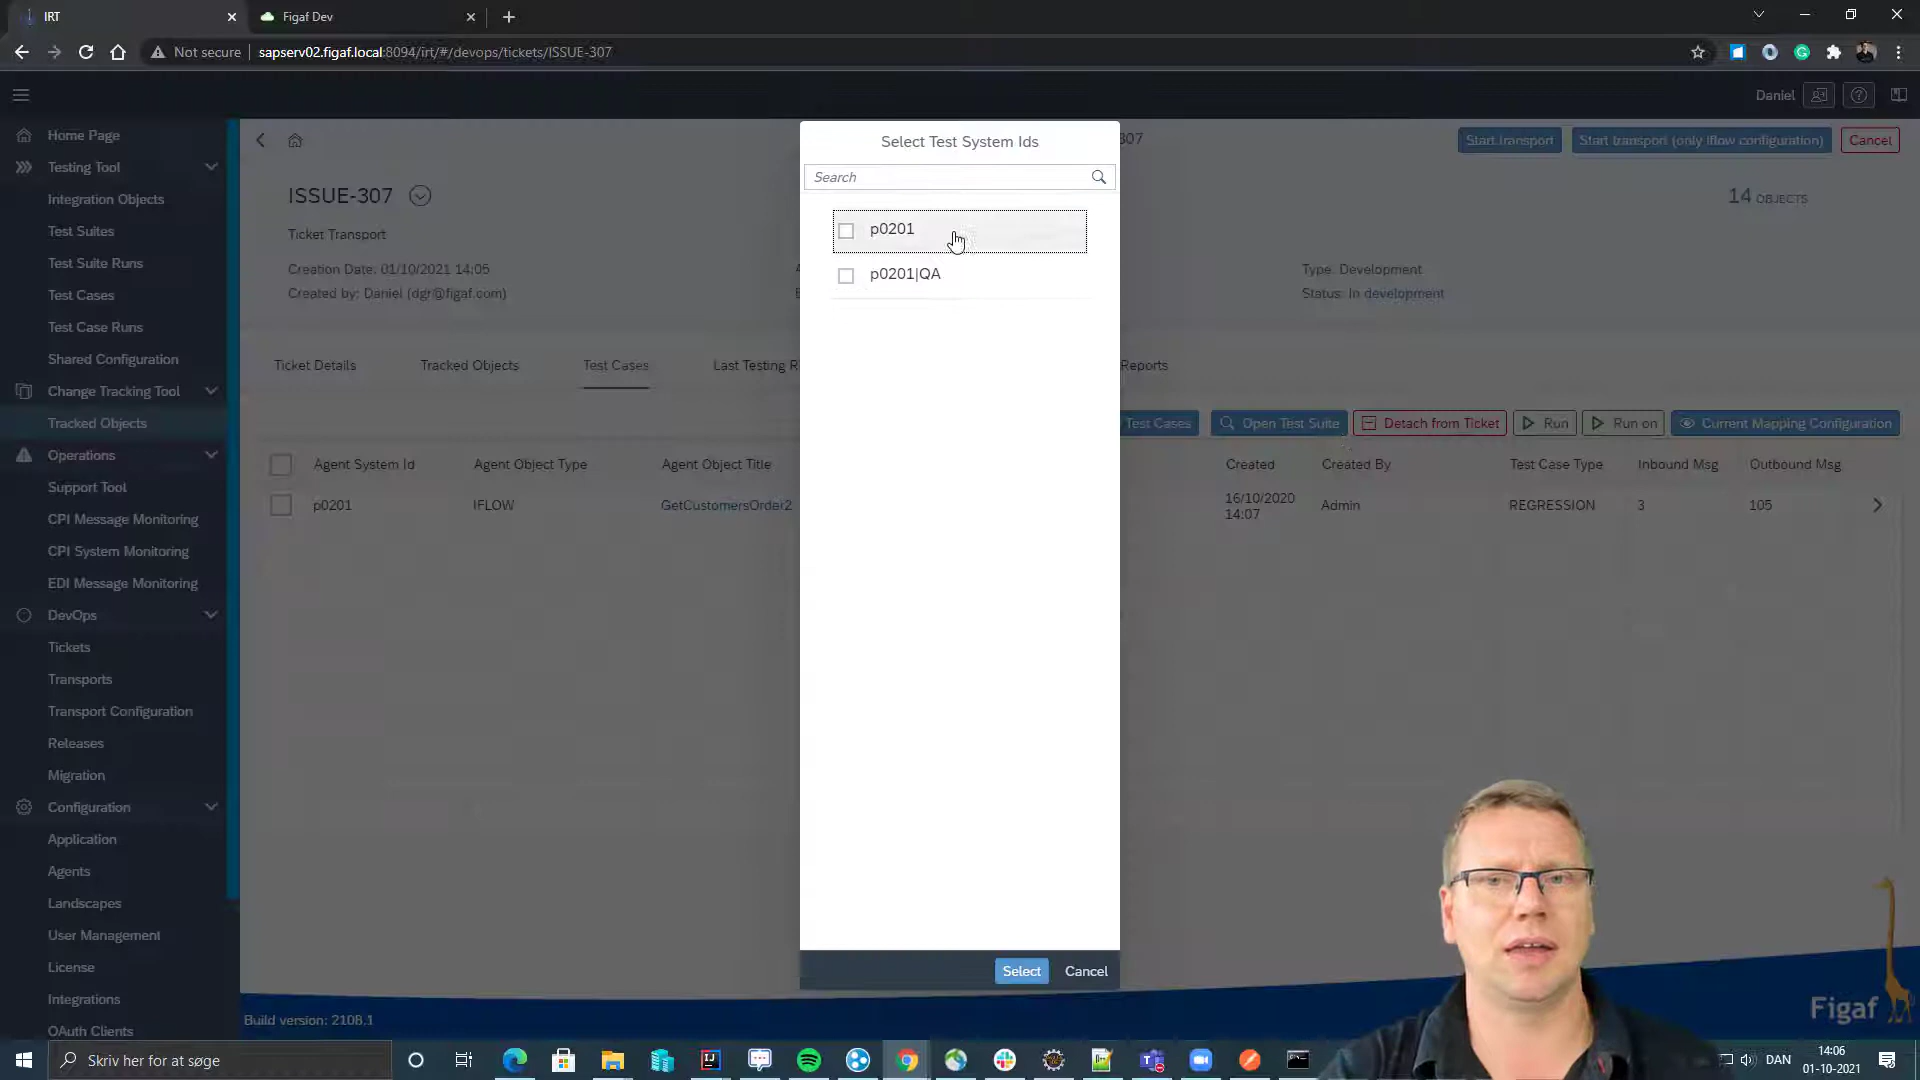 IRT
Figaf Dev
Not secure
sapserv02.figaf.local:8094/irt/#/devops/tickets/ISSUE-307
Daniel
Home Page
Testing Tool
Integration Objects
Test Suites
Test Suite Runs
Test Cases
Test Case Runs
Shared Configuration
Change Tracking Tool
Tracked Objects
Operations
Support Tool
CPI Message Monitoring
CPI System Monitoring
EDI Message Monitoring
DevOps
Tickets
Transports
Transport Configuration
Releases
Migration
Configuration
Application
Agents
Landscapes
User Management
License
Integrations
OAuth Clients
307
Start transport
Start transport (only iflow configuration)
Cancel
ISSUE-307
14 OBJECTS
Ticket Transport
Creation Date: 01/10/2021 14:05
Created by: Daniel (dgr@figaf.com)
Type: Development
Status: In development
Ticket Details
Tracked Objects
Test Cases
Last Testing R
Reports
Test Cases
Open Test Suite
Detach from Ticket
Run
Run on
Current Mapping Configuration
Agent System Id
Agent Object Type
Agent Object Title
Created
Created By
Test Case Type
Inbound Msg
Outbound Msg
p0201
IFLOW
GetCustomersOrder2
16/10/2020
14:07
Admin
REGRESSION
3
105
Select Test System Ids
Search
p0201
p0201|QA
Select
Cancel
Build version: 2108.1
Figaf
Skriv her for at søge
DAN
14:06
01-10-2021